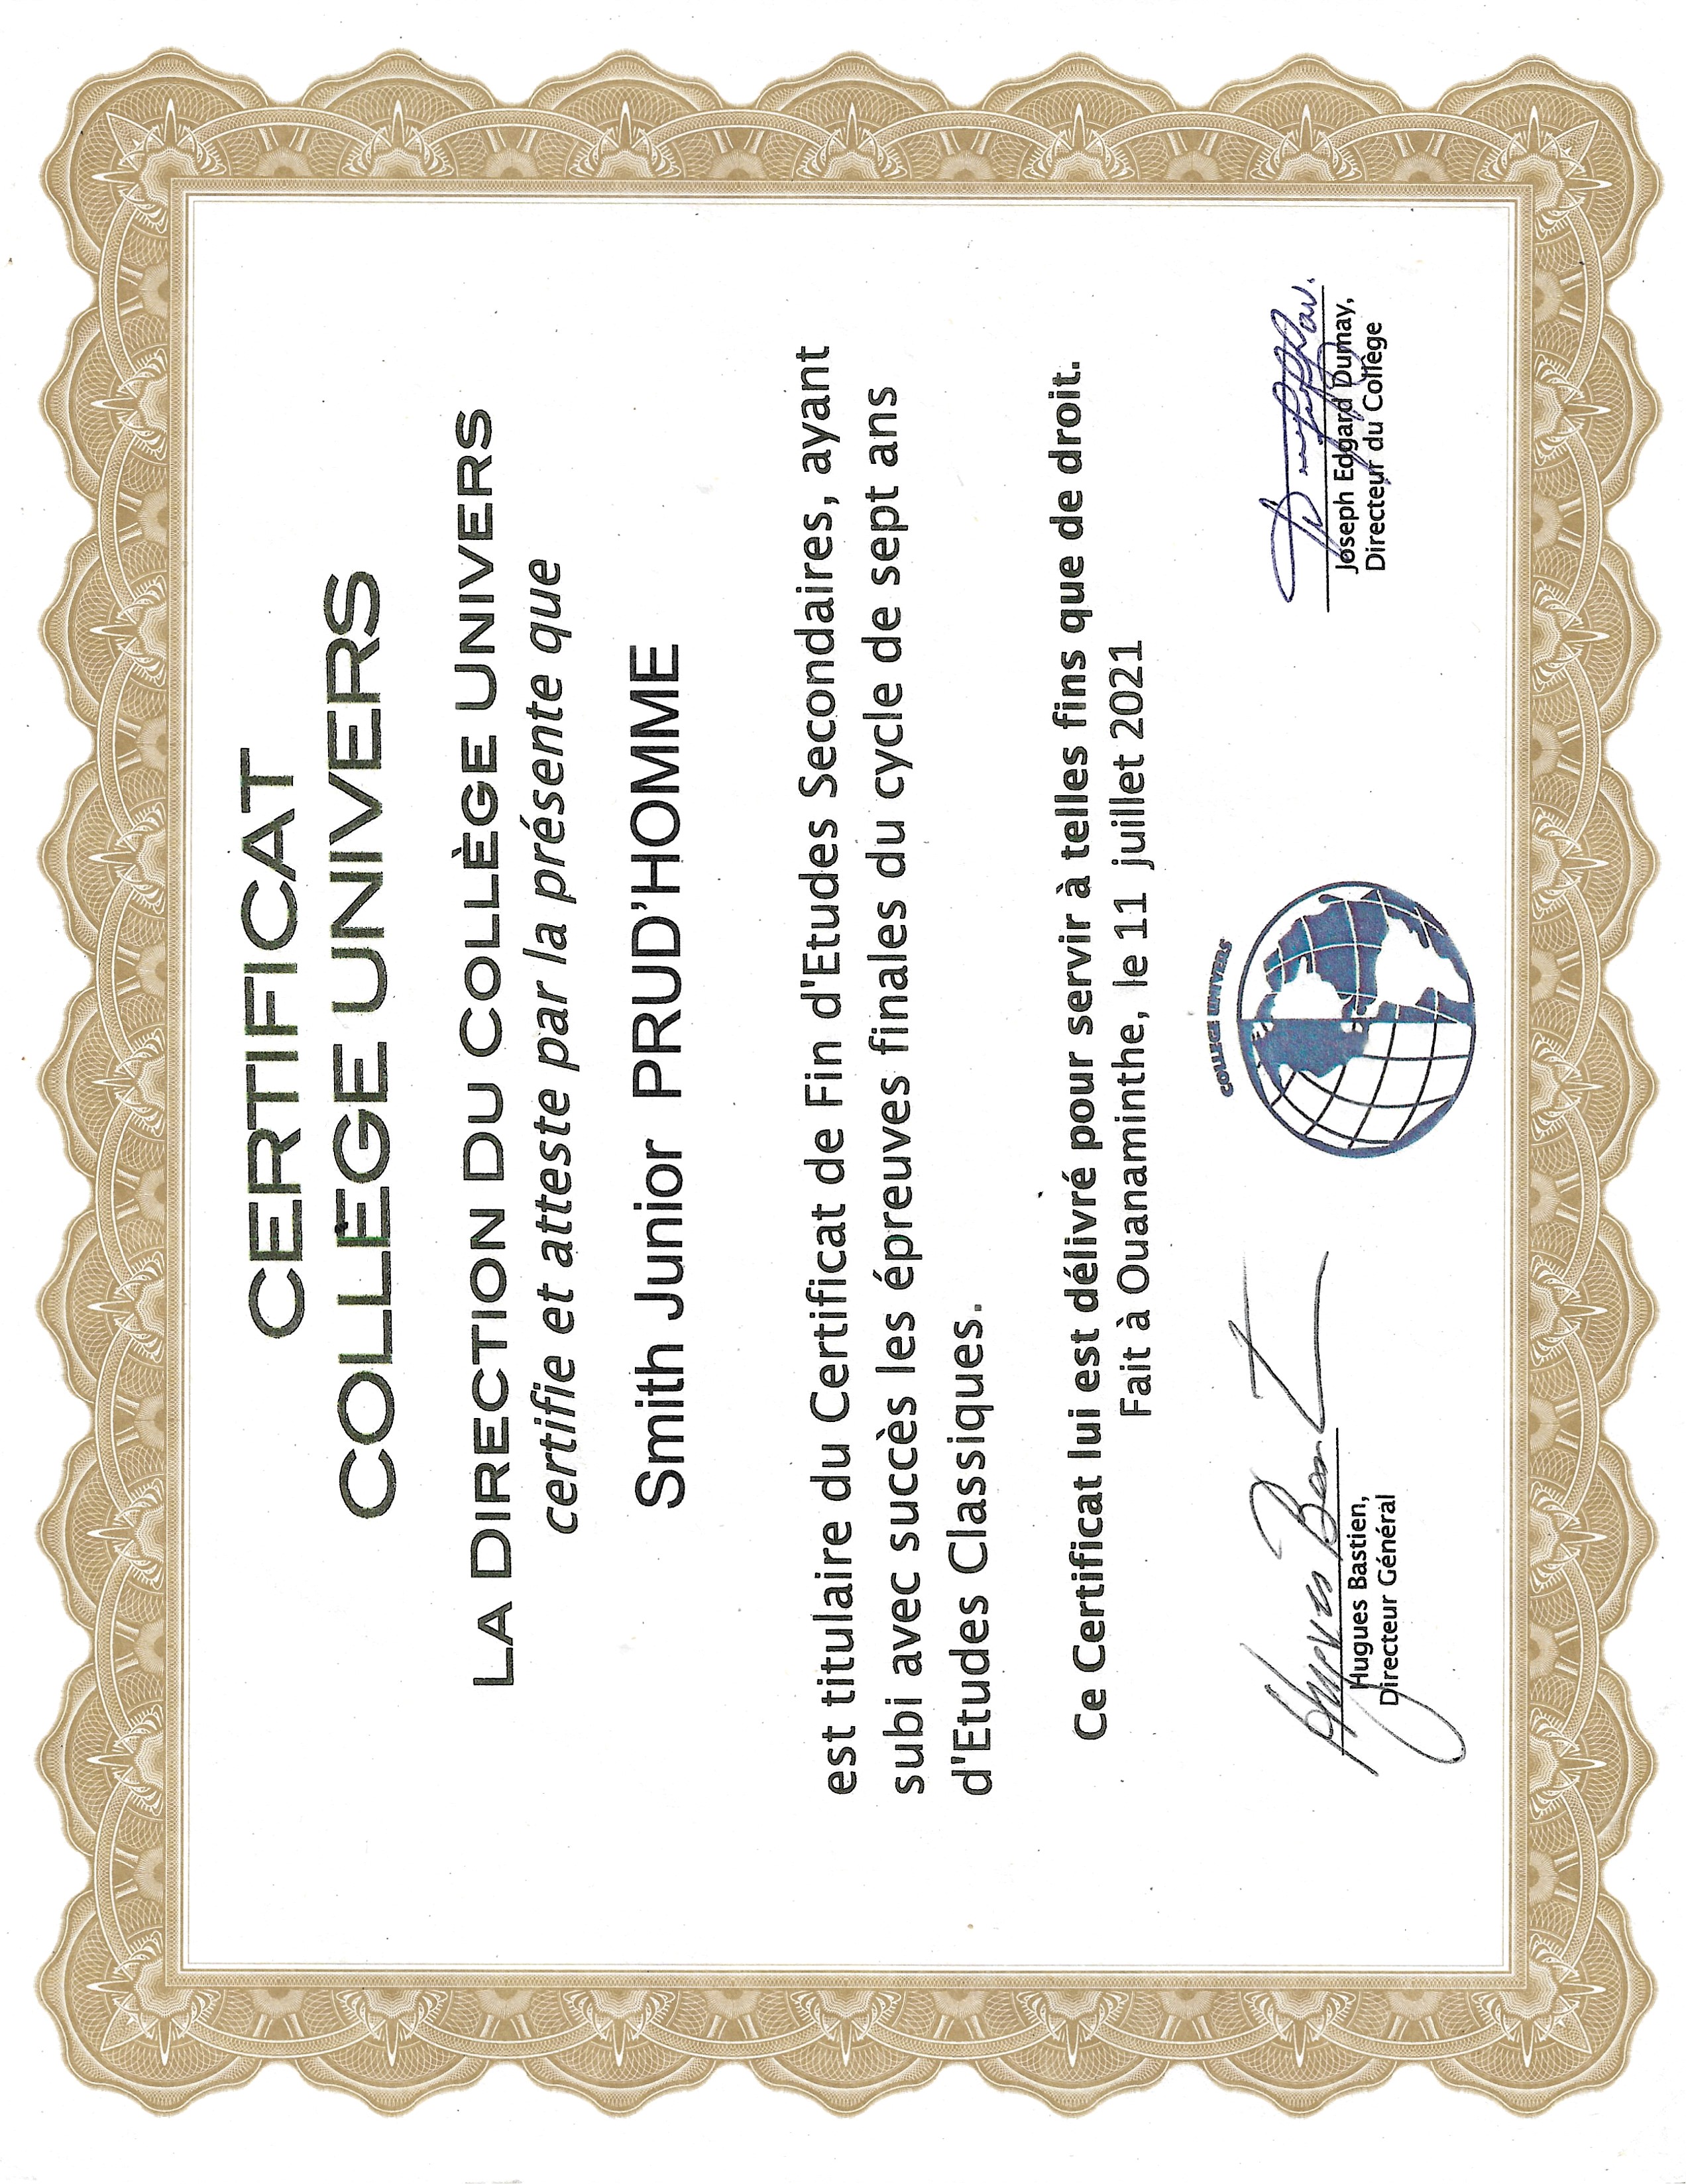 CERTIFICAT
COLLEGE UNIVERS
LA DIRECTION DU COLLÈGE UNIVERS
certifie et atteste par la présente que
Smith Junior PRUD'HOMME
est titulaire du Certificat de Fin d'Etudes Secondaires, ayant
subi avec succès les épreuves finales du cycle de sept ans
d'Etudes Classiques.
Ce Certificat lui est délivré pour servir à telles fins que de droit.
Fait à Ouanaminthe, le 11 juillet 2021
COLLEGE UNIVERS
Hugues Bastien,
Directeur Général
Joseph Edgard Dumay,
Directeur du Collège